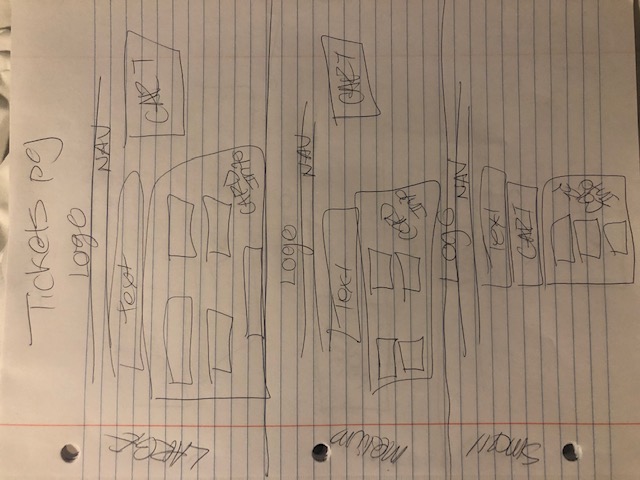 Tickets pg
Logo
NAV
LARGE
Text
CART
CARD
Info
Logo
NAV
medium
Text
CART
CARD
Info
Logo
NAV
Small
Text
CART
Card
Info